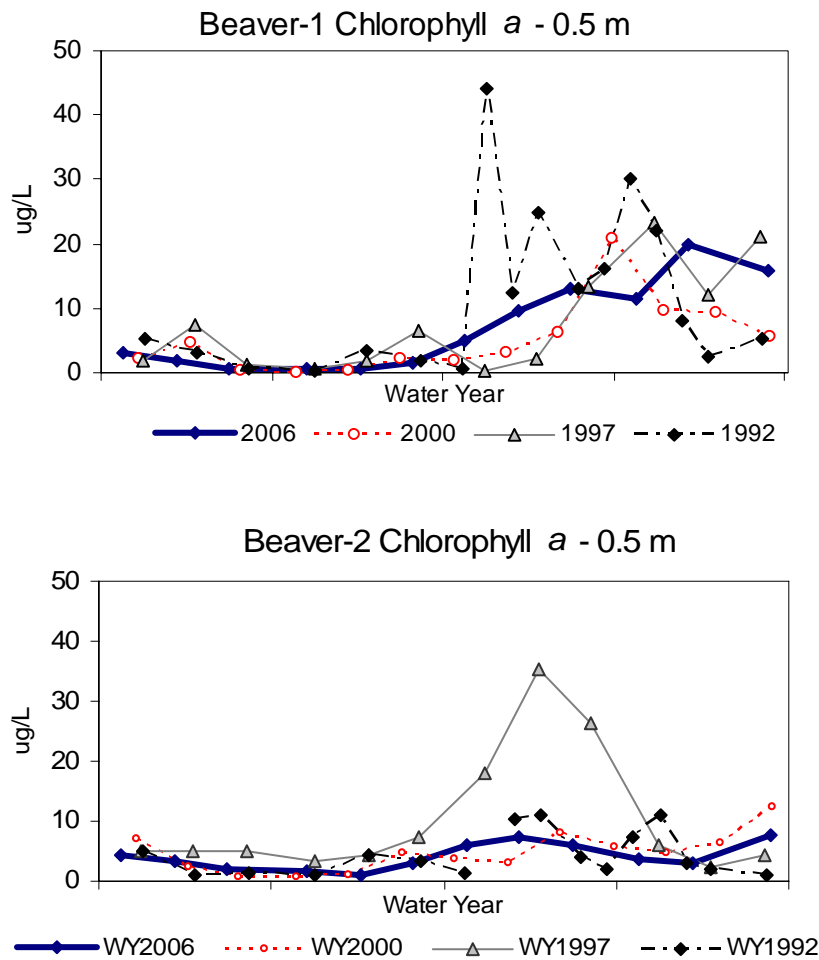 Beaver-1 Chlorophyll a - 0.5 m
50
40
30
20
10
0
ug/L
Water Year
2006 2000 1997 1992
Beaver-2 Chlorophyll a - 0.5 m
50
40
30
20
10
0
ug/L
Water Year
WY2006 WY2000 WY1997 WY1992